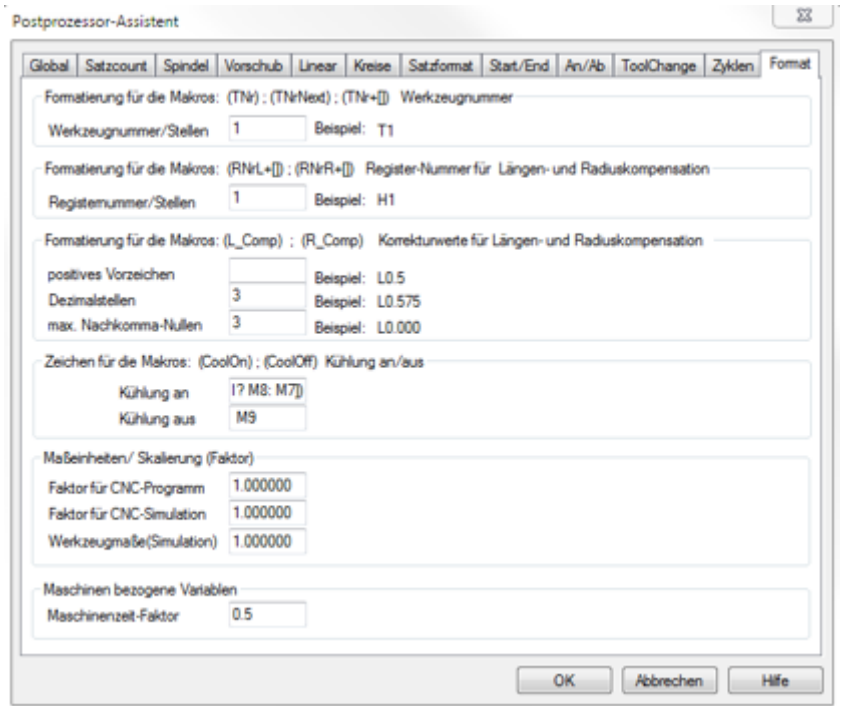 Postprozessor-Assistent
Global Satzcount Spindel Vorschub Linear Kreise Satzformat Start/End An/Ab ToolChange Zyklen Format
Formatierung für die Makros: (TNr) ; (TNrNext) ; (TNr+[]) Werkzeugnummer
Werkzeugnummer/Stellen 1 Beispiel: T1
Formatierung für die Makros: (RNrL+[]) ; (RNrR+[]) Register-Nummer für Längen- und Radiuskompensation
Registernummer/Stellen 1 Beispiel: H1
Formatierung für die Makros: (L_Comp) ; (R_Comp) Korrekturwerte für Längen- und Radiuskompensation
positives Vorzeichen Beispiel: L0.5
Dezimalstellen 3 Beispiel: L0.575
max. Nachkomma-Nullen 3 Beispiel: L0.000
Zeichen für die Makros: (CoolOn) ; (CoolOff) Kühlung an/aus
Kühlung an I? M8: M7])
Kühlung aus M9
Maßeinheiten/ Skalierung (Faktor)
Faktor für CNC-Programm 1.000000
Faktor für CNC-Simulation 1.000000
Werkzeugmaße(Simulation) 1.000000
Maschinen bezogene Variablen
Maschinenzeit-Faktor 0.5
OK Abbrechen Hilfe